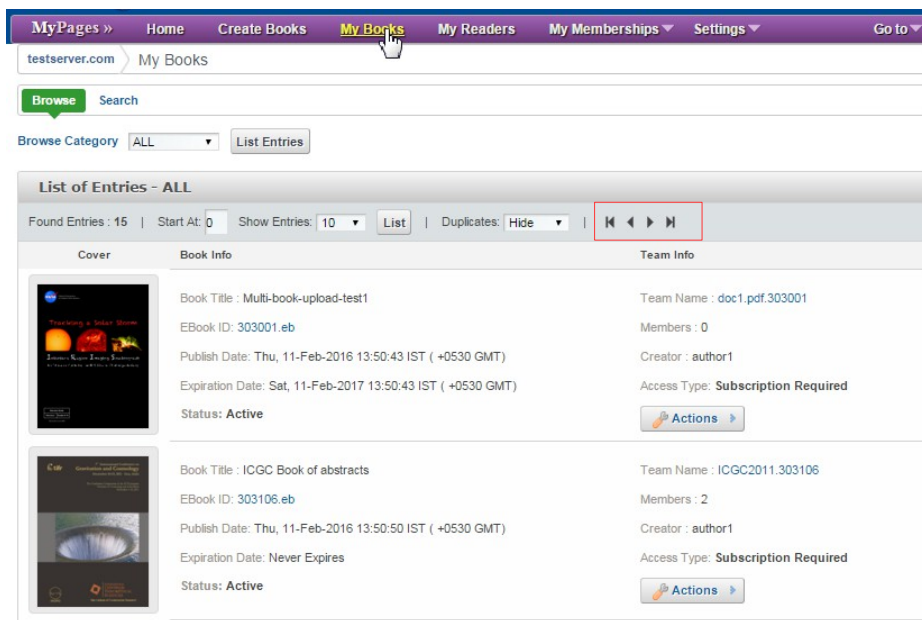 MyPages » Home Create Books My Books My Readers My Memberships Settings Go to
testserver.com My Books
Browse Search
Browse Category ALL List Entries
List of Entries - ALL
Found Entries : 15 | Start At: 0 Show Entries: 10 List | Duplicates: Hide |
Cover Book Info Team Info
Tracking a Solar Storm
Book Title : Multi-book-upload-test1 Team Name : doc1.pdf.303001
EBook ID: 303001.eb Members : 0
Publish Date: Thu, 11-Feb-2016 13:50:43 IST ( +0530 GMT) Creator : author1
Expiration Date: Sat, 11-Feb-2017 13:50:43 IST ( +0530 GMT) Access Type: Subscription Required
Status: Active Actions
Book Title : ICGC Book of abstracts Team Name : ICGC2011.303106
EBook ID: 303106.eb Members : 2
Publish Date: Thu, 11-Feb-2016 13:50:50 IST ( +0530 GMT) Creator : author1
Expiration Date: Never Expires Access Type: Subscription Required
Status: Active Actions